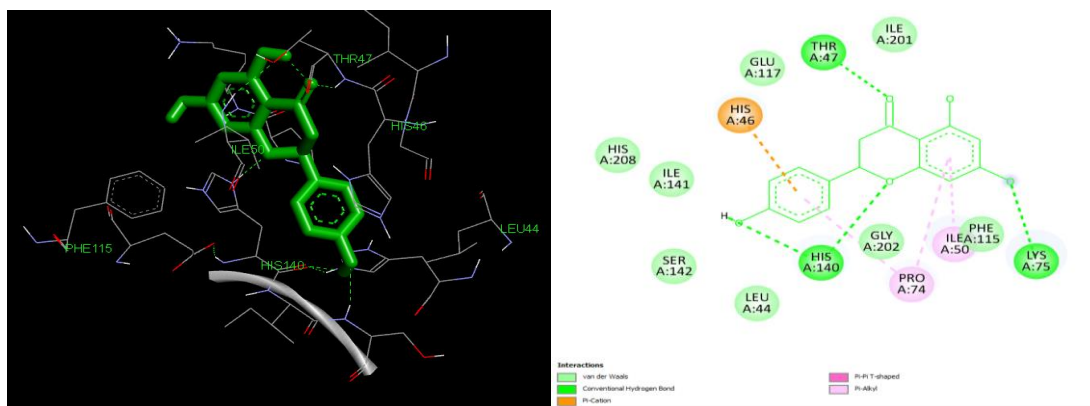 THR47
HIS46
ILE50
LEU44
PHE115
HIS140
ILE
A:201
THR
A:47
GLU
A:117
HIS
A:46
HIS
A:208
ILE
A:141
SER
A:142
LEU
A:44
HIS
A:140
GLY
A:202
PRO
A:74
ILE
A:50
PHE
A:115
LYS
A:75
O
O
O
H
O
Interactions
van der Waals
Conventional Hydrogen Bond
Pi-Cation
Pi-Pi T-shaped
Pi-Alkyl